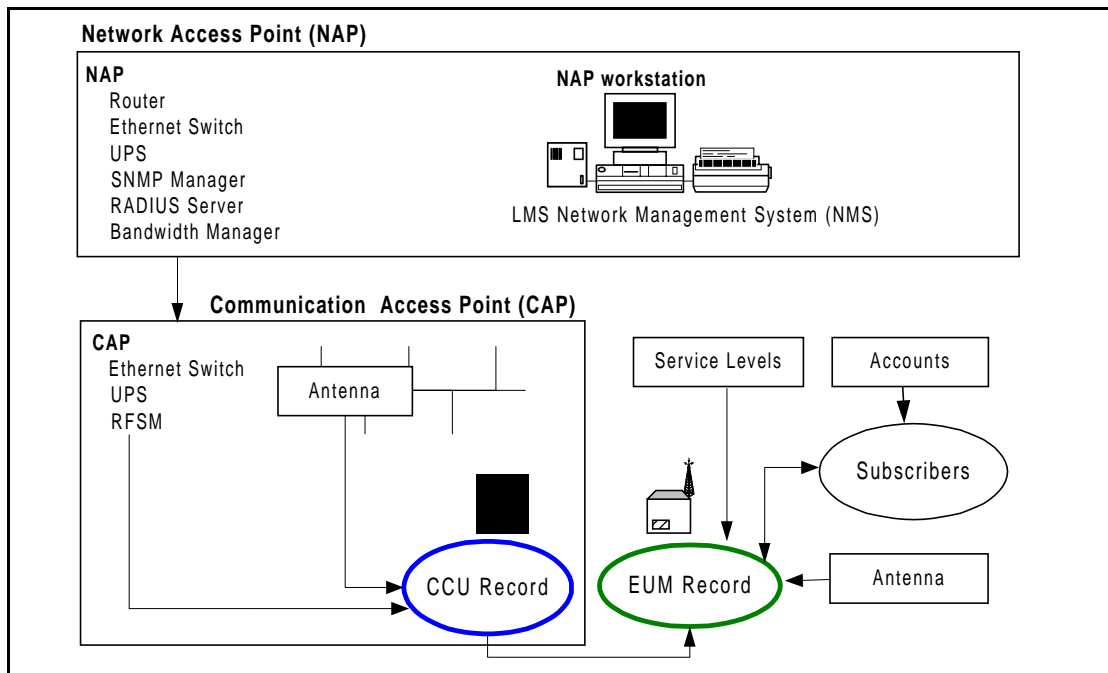 Network Access Point (NAP)
NAP
Router
Ethernet Switch
UPS
SNMP Manager
RADIUS Server
Bandwidth Manager
NAP workstation
LMS Network Management System (NMS)
Communication Access Point (CAP)
CAP
Ethernet Switch
UPS
RFSM
Antenna
CCU Record
Service Levels
Accounts
Subscribers
EUM Record
Antenna